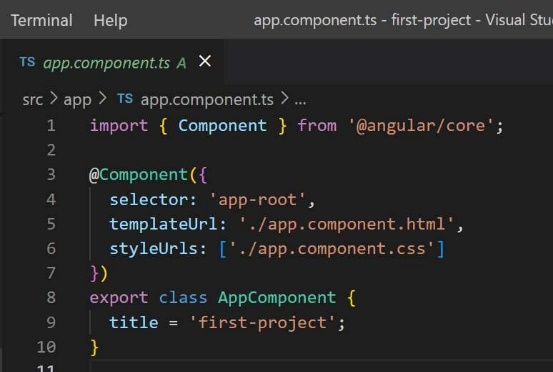 Terminal Help app.component.ts - first-project - Visual Stu
TS app.component.ts A ×
src > app > TS app.component.ts > ...
1 import { Component } from '@angular/core';
2
3 @Component({
4   selector: 'app-root',
5   templateUrl: './app.component.html',
6   styleUrls: ['./app.component.css']
7 })
8 export class AppComponent {
9   title = 'first-project';
10 }
11